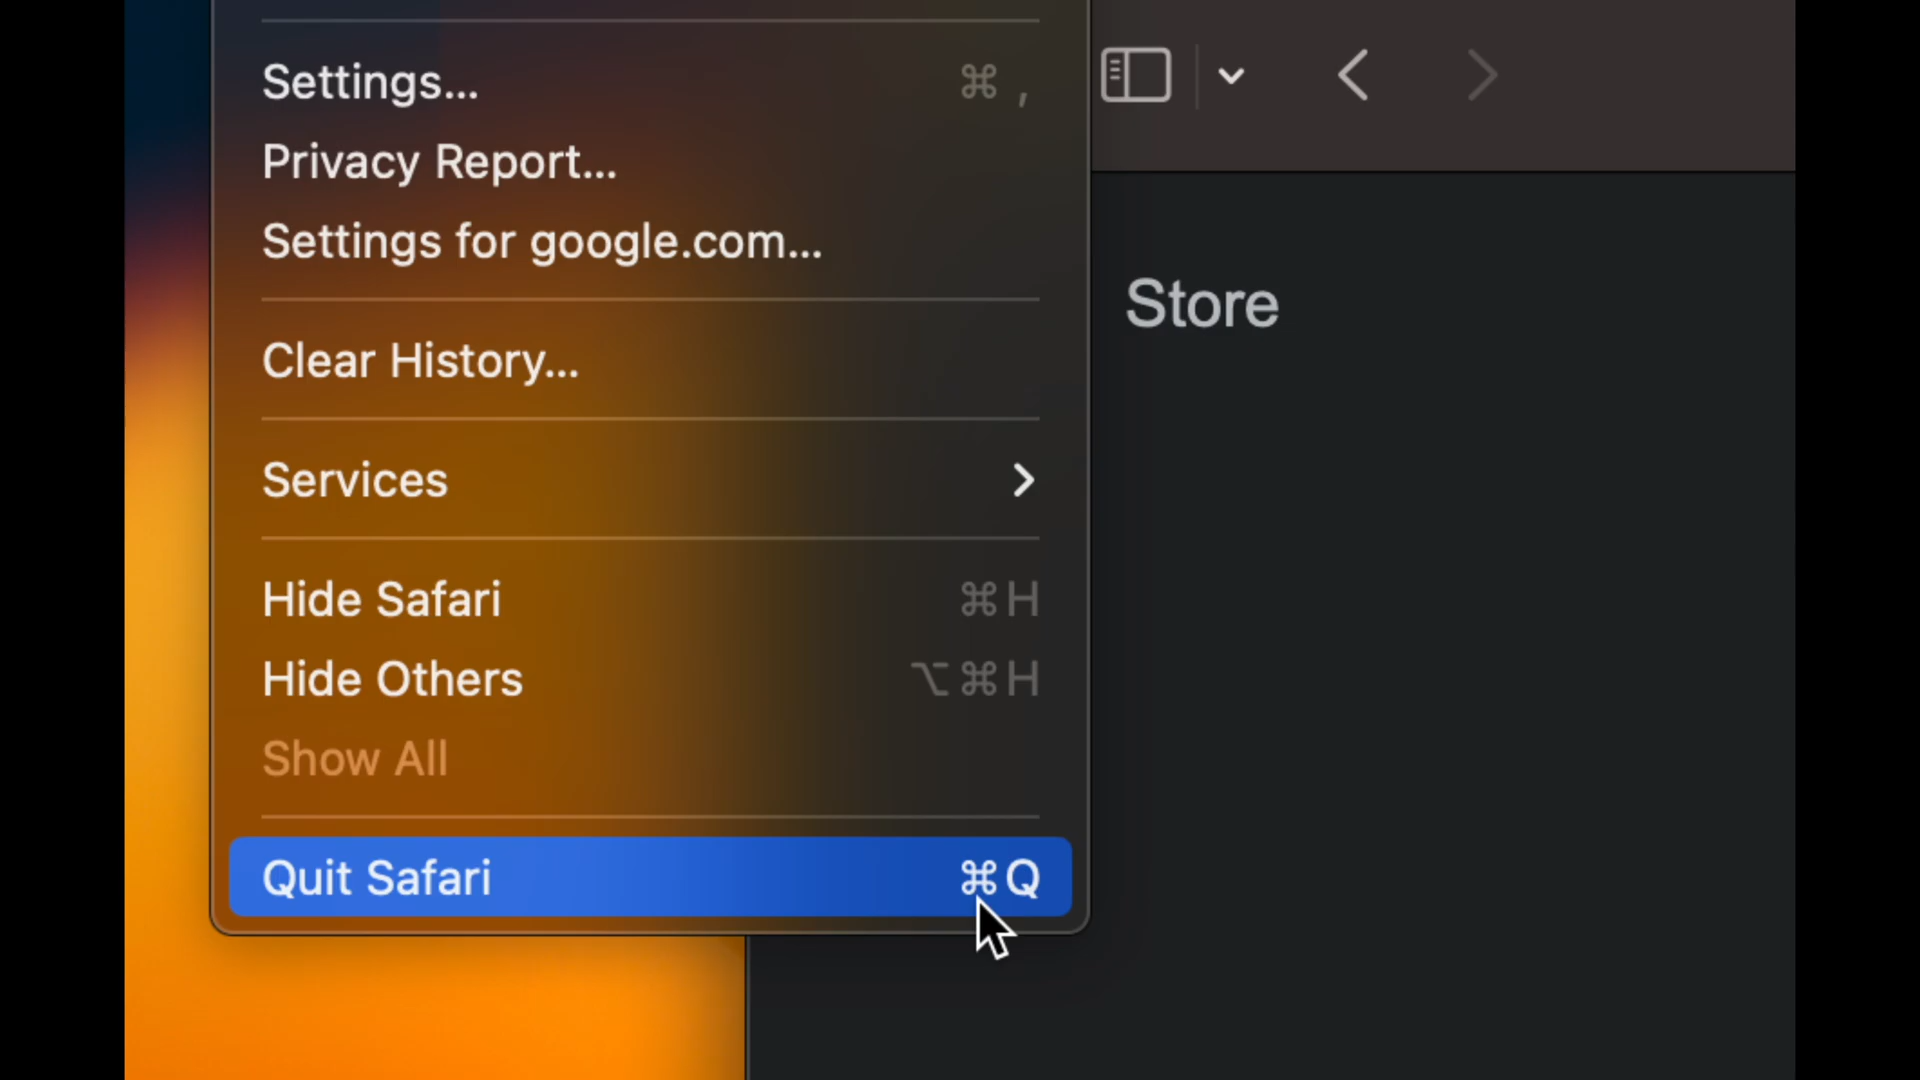 Settings... ⌘ ,
Privacy Report...
Settings for google.com...
Store
Clear History...
Services
Hide Safari ⌘H
Hide Others ⌥⌘H
Show All
Quit Safari ⌘Q